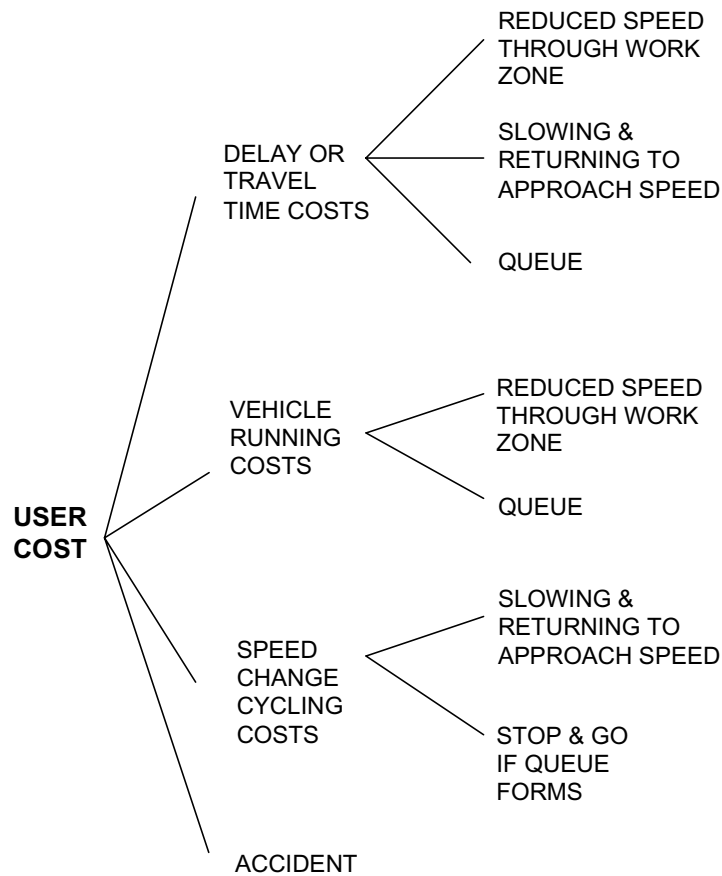 USER
COST
DELAY OR
TRAVEL
TIME COSTS
REDUCED SPEED
THROUGH WORK
ZONE
SLOWING &
RETURNING TO
APPROACH SPEED
QUEUE
VEHICLE
RUNNING
COSTS
REDUCED SPEED
THROUGH WORK
ZONE
QUEUE
SPEED
CHANGE
CYCLING
COSTS
SLOWING &
RETURNING TO
APPROACH SPEED
STOP & GO
IF QUEUE
FORMS
ACCIDENT